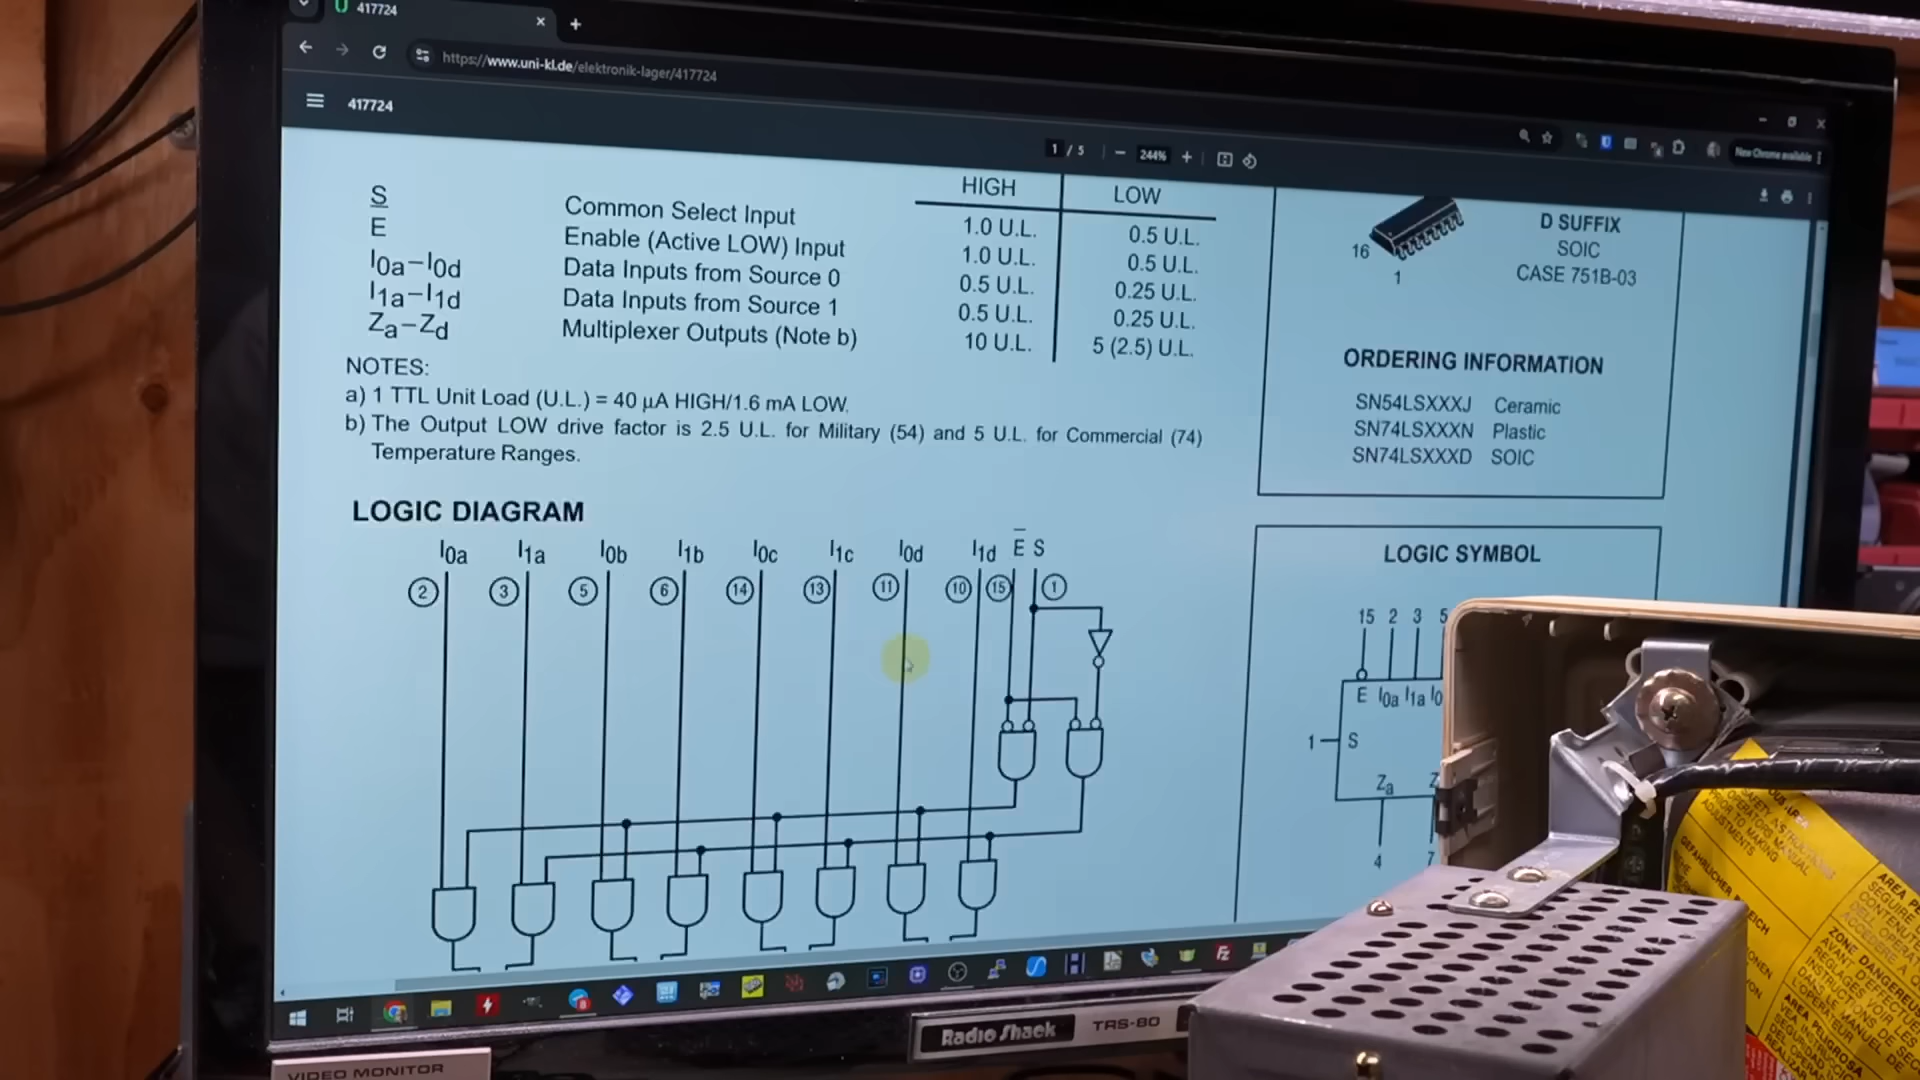 417724
https://www.uni-kl.de/elektronik-lager/417724
417724
1 / 5
244%
New Chrome available
HIGH LOW
S Common Select Input 1.0 U.L. 0.5 U.L.
E Enable (Active LOW) Input 1.0 U.L. 0.5 U.L.
I0a–I0d Data Inputs from Source 0 0.5 U.L. 0.25 U.L.
I1a–I1d Data Inputs from Source 1 0.5 U.L. 0.25 U.L.
Za–Zd Multiplexer Outputs (Note b) 10 U.L. 5 (2.5) U.L.
NOTES:
a) 1 TTL Unit Load (U.L.) = 40 μA HIGH/1.6 mA LOW.
b) The Output LOW drive factor is 2.5 U.L. for Military (54) and 5 U.L. for Commercial (74)
Temperature Ranges.
LOGIC DIAGRAM
I0a I1a I0b I1b I0c I1c I0d I1d E S
2 3 5 6 14 13 11 10 15 1
16
1
D SUFFIX
SOIC
CASE 751B-03
ORDERING INFORMATION
SN54LSXXXJ Ceramic
SN74LSXXXN Plastic
SN74LSXXXD SOIC
LOGIC SYMBOL
15 2 3 5
E I0a I1a I0
1 S
Za Z
4 7
Radio Shack TRS-80
VIDEO MONITOR